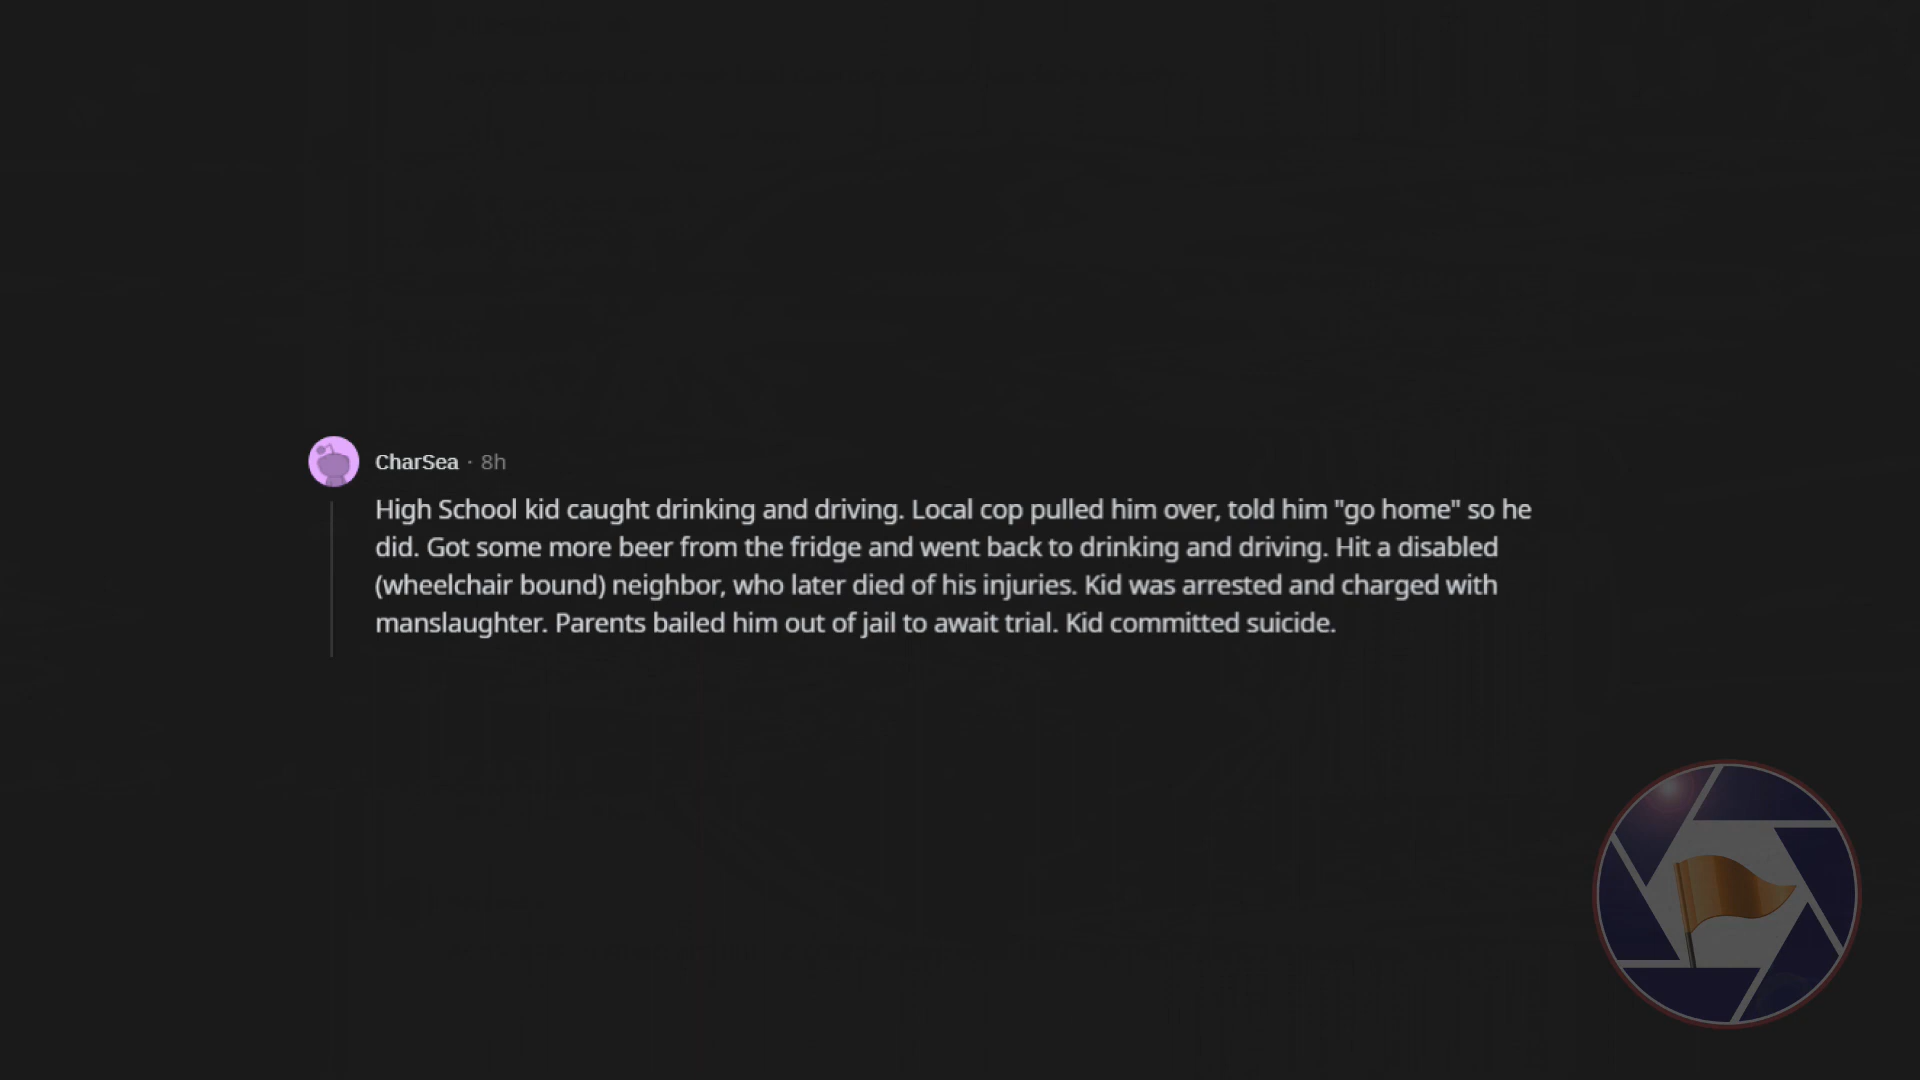 CharSea · 8h
High School kid caught drinking and driving. Local cop pulled him over, told him "go home" so he
did. Got some more beer from the fridge and went back to drinking and driving. Hit a disabled
(wheelchair bound) neighbor, who later died of his injuries. Kid was arrested and charged with
manslaughter. Parents bailed him out of jail to await trial. Kid committed suicide.